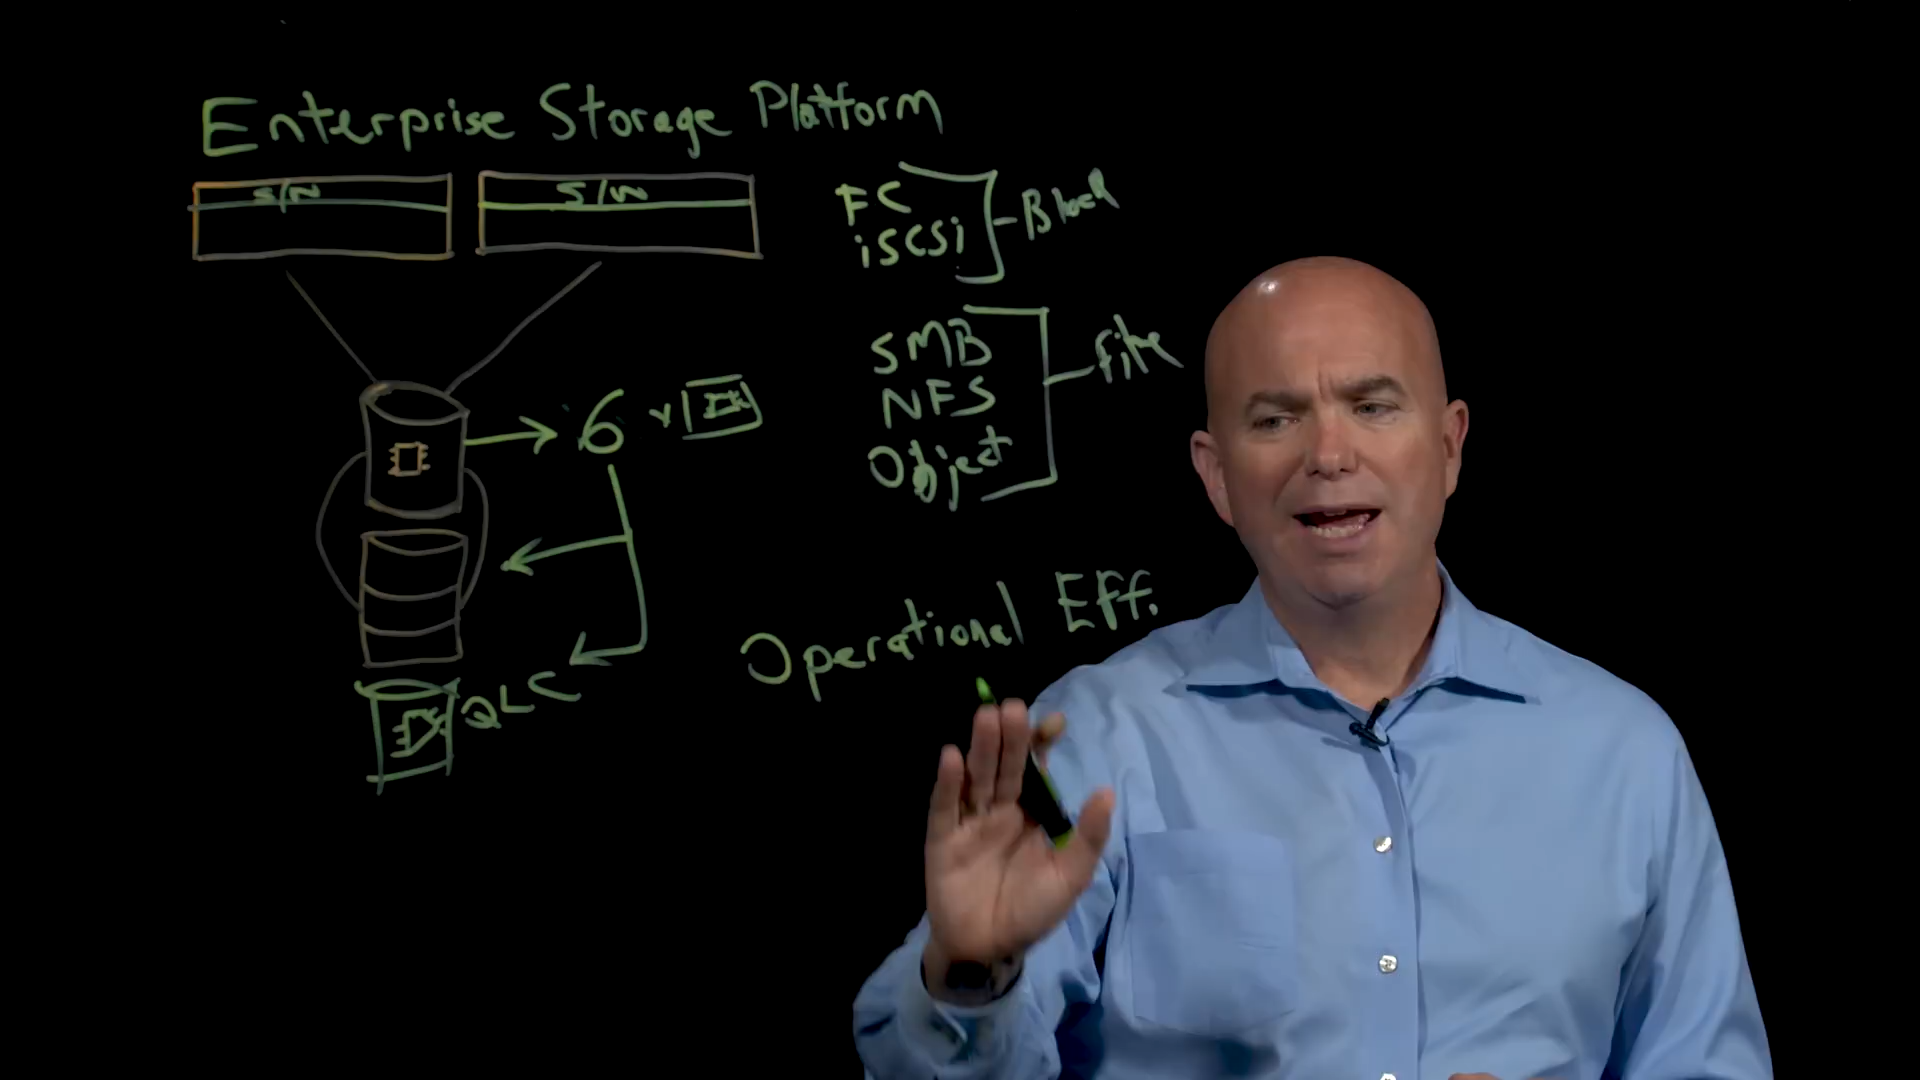 Enterprise Storage Platform
S/W
S/W
FC
iSCSi
Block
SMB
NFS
Object
File
6 x
QLC
Operational Eff.